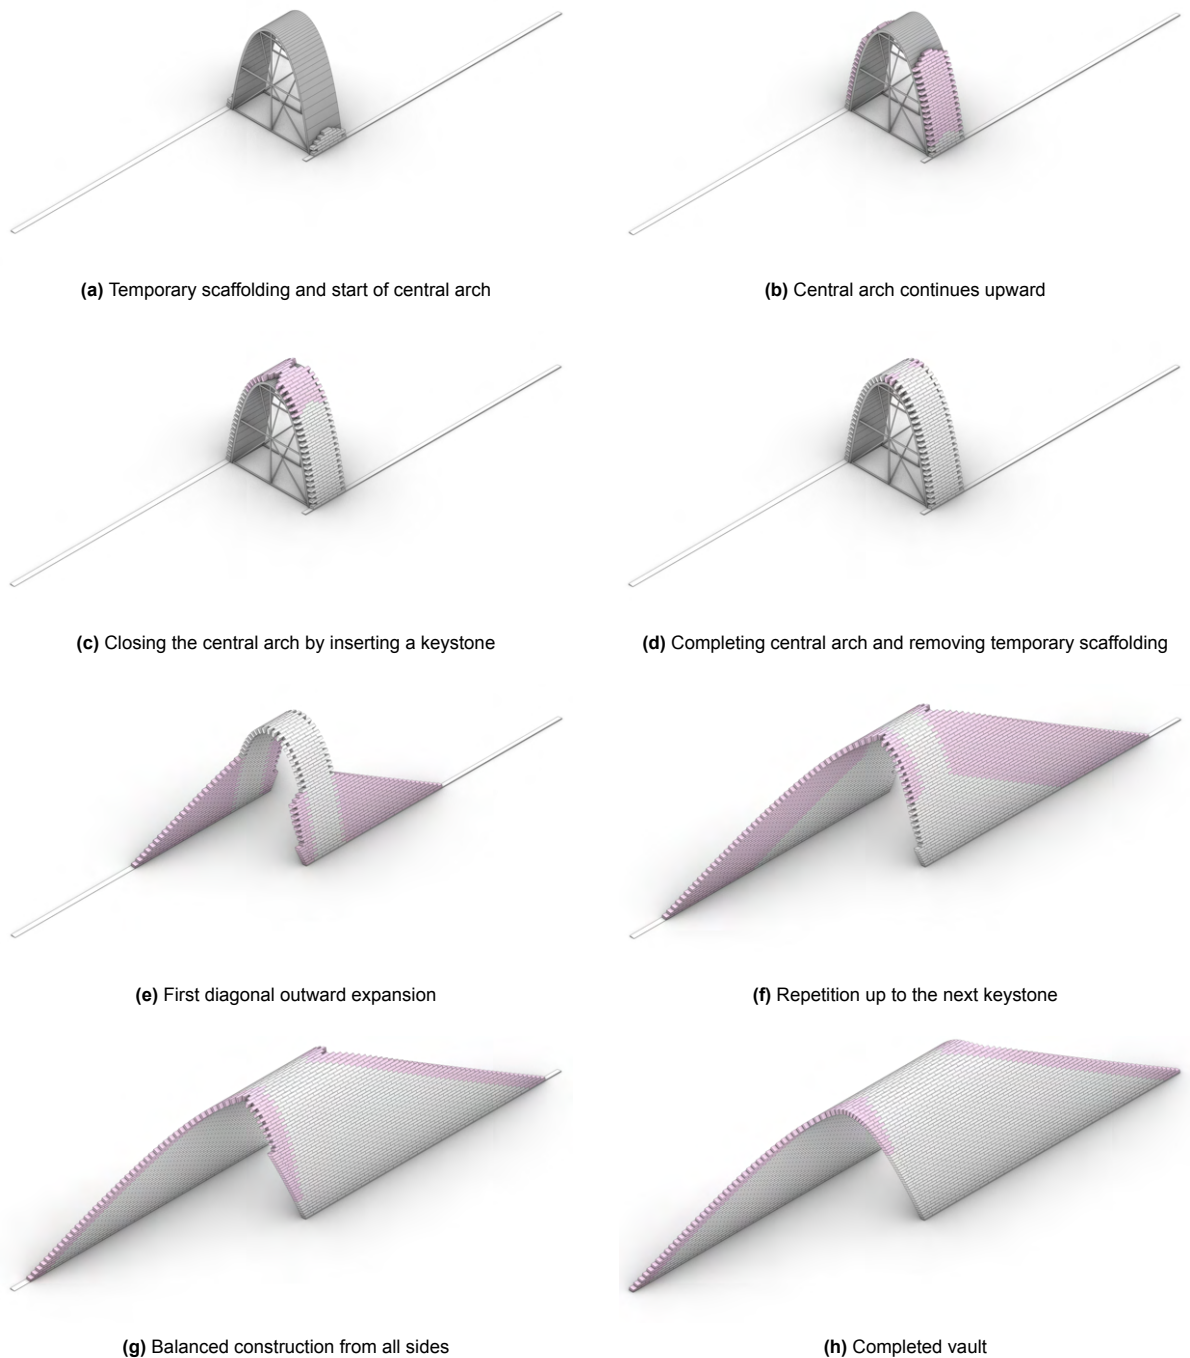 (a) Temporary scaffolding and start of central arch
(b) Central arch continues upward
(c) Closing the central arch by inserting a keystone
(d) Completing central arch and removing temporary scaffolding
(e) First diagonal outward expansion
(f) Repetition up to the next keystone
(g) Balanced construction from all sides
(h) Completed vault